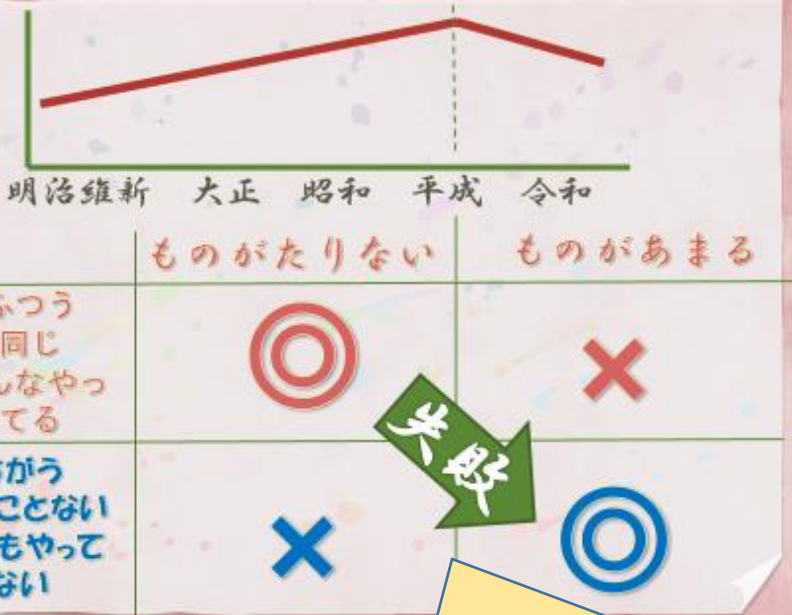 明治維新 大正 昭和 平成 令和
ものがたりない ものがあまる
ふつう
同じ
んなやっ
てる
失敗
がう
ことない
もやって
ない